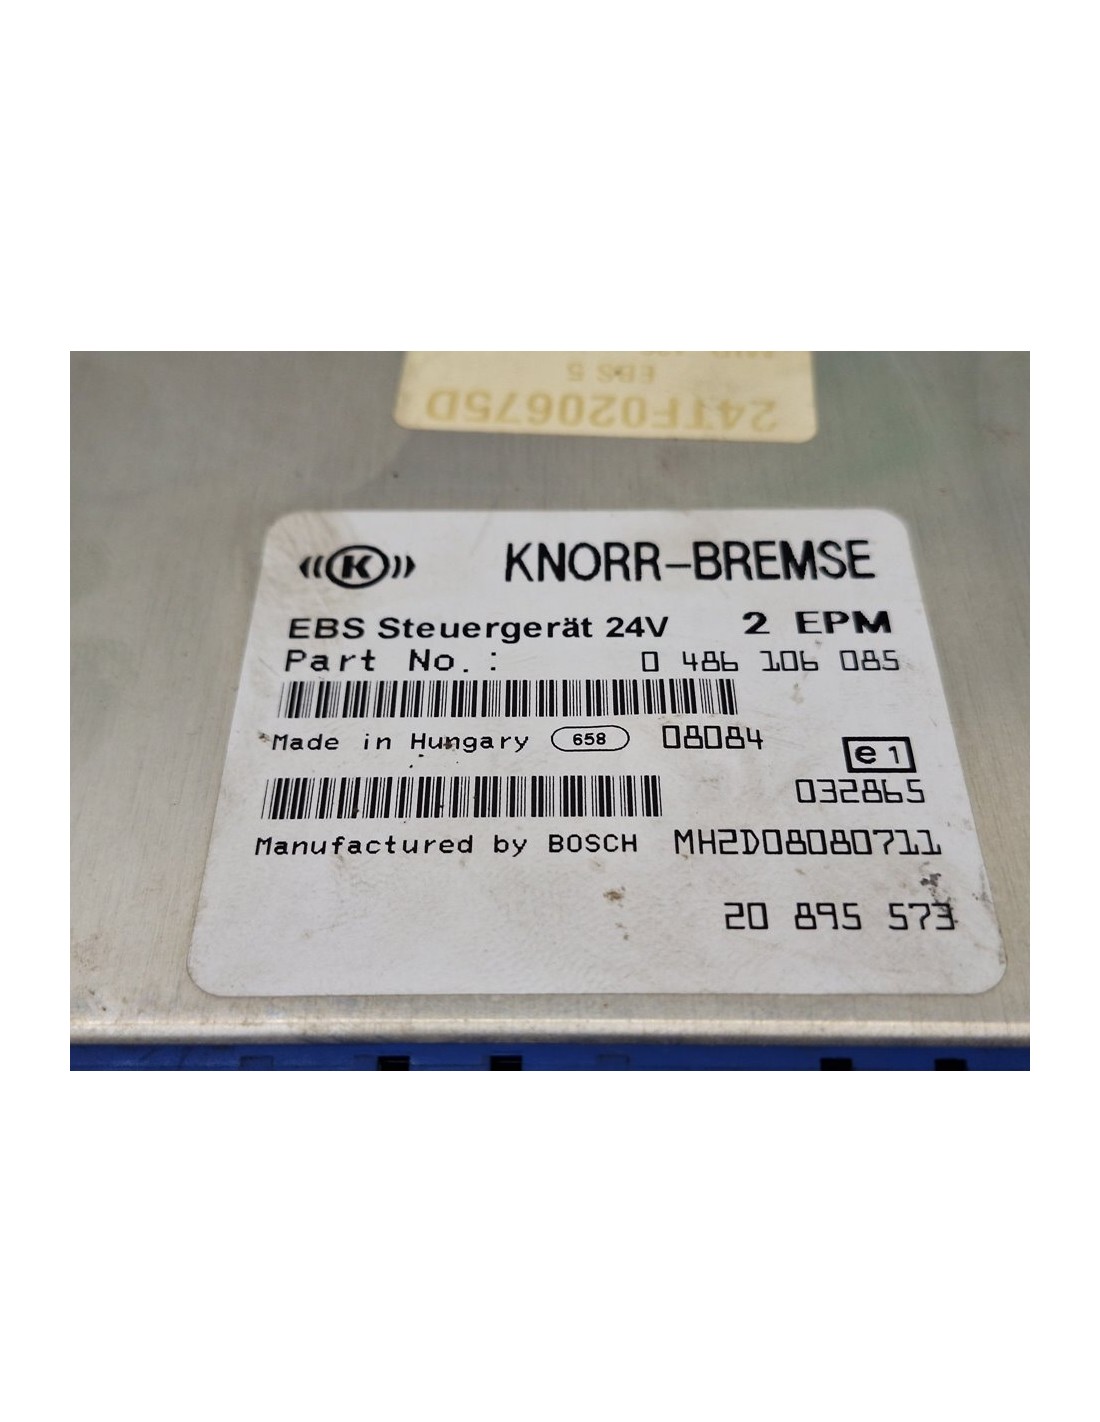 EBS 5
24TF020675D
K KNORR-BREMSE
EBS Steuergerät 24V 2 EPM
Part No.: 0 486 106 085
Made in Hungary 658 08084
e1
032865
Manufactured by BOSCH MH2D08080711
20 895 573